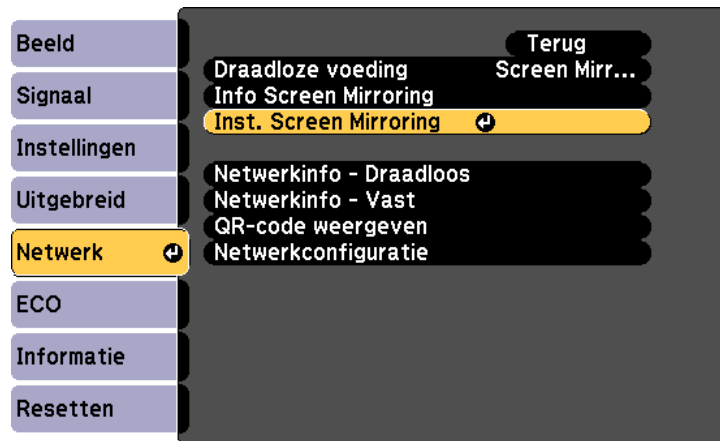 Beeld
Signaal
Instellingen
Uitgebreid
Netwerk
ECO
Informatie
Resetten
Terug
Draadloze voeding Screen Mirr...
Info Screen Mirroring
Inst. Screen Mirroring
Netwerkinfo - Draadloos
Netwerkinfo - Vast
QR-code weergeven
Netwerkconfiguratie